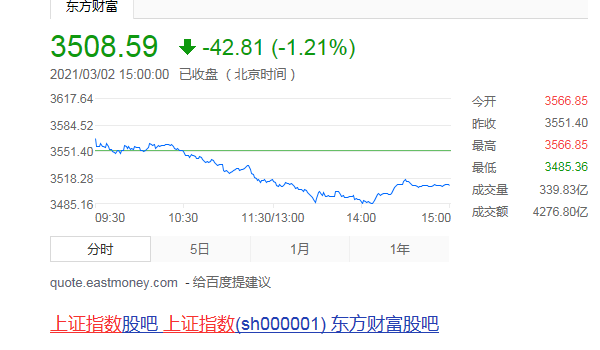 东方财富
3508.59 -42.81 (-1.21%)
2021/03/02 15:00:00 已收盘 （北京时间）
3617.64
3584.52
3551.40
3518.28
3485.16
09:30 10:30 11:30/13:00 14:00 15:00
今开 3566.85
昨收 3551.40
最高 3566.85
最低 3485.36
成交量 339.83亿
成交额 4276.80亿
分时 5日 1月 1年
quote.eastmoney.com - 给百度提建议
上证指数股吧 上证指数(sh000001) 东方财富股吧